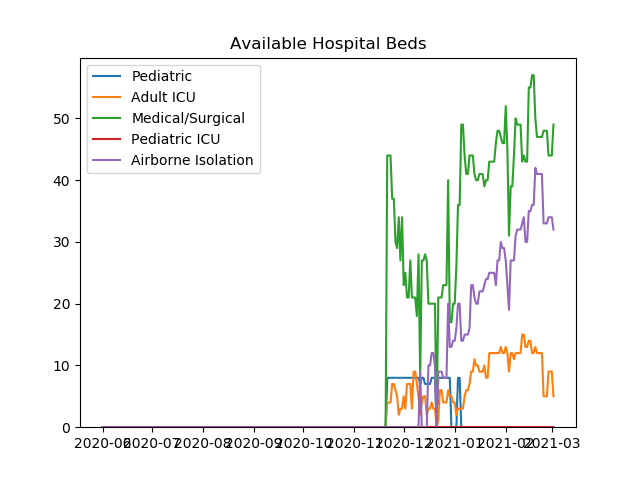 Available Hospital Beds
Pediatric
Adult ICU
Medical/Surgical
Pediatric ICU
Airborne Isolation
50
40
30
20
10
0
2020-06 2020-07 2020-08 2020-09 2020-10 2020-11 2020-12 2021-01 2021-02 2021-03